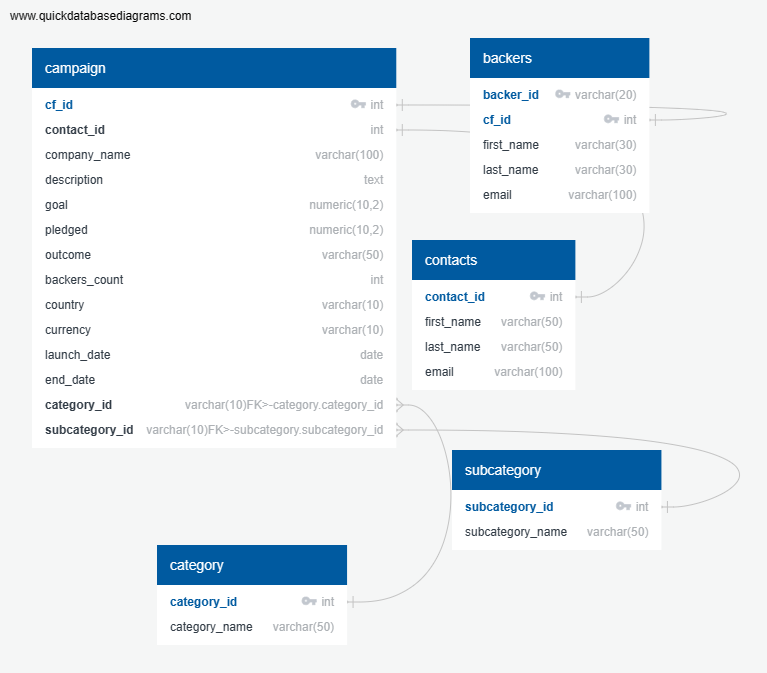 www.quickdatabasediagrams.com
campaign
cf_id int
contact_id int
company_name varchar(100)
description text
goal numeric(10,2)
pledged numeric(10,2)
outcome varchar(50)
backers_count int
country varchar(10)
currency varchar(10)
launch_date date
end_date date
category_id varchar(10)FK>-category.category_id
subcategory_id varchar(10)FK>-subcategory.subcategory_id
backers
backer_id varchar(20)
cf_id int
first_name varchar(30)
last_name varchar(30)
email varchar(100)
contacts
contact_id int
first_name varchar(50)
last_name varchar(50)
email varchar(100)
subcategory
subcategory_id int
subcategory_name varchar(50)
category
category_id int
category_name varchar(50)